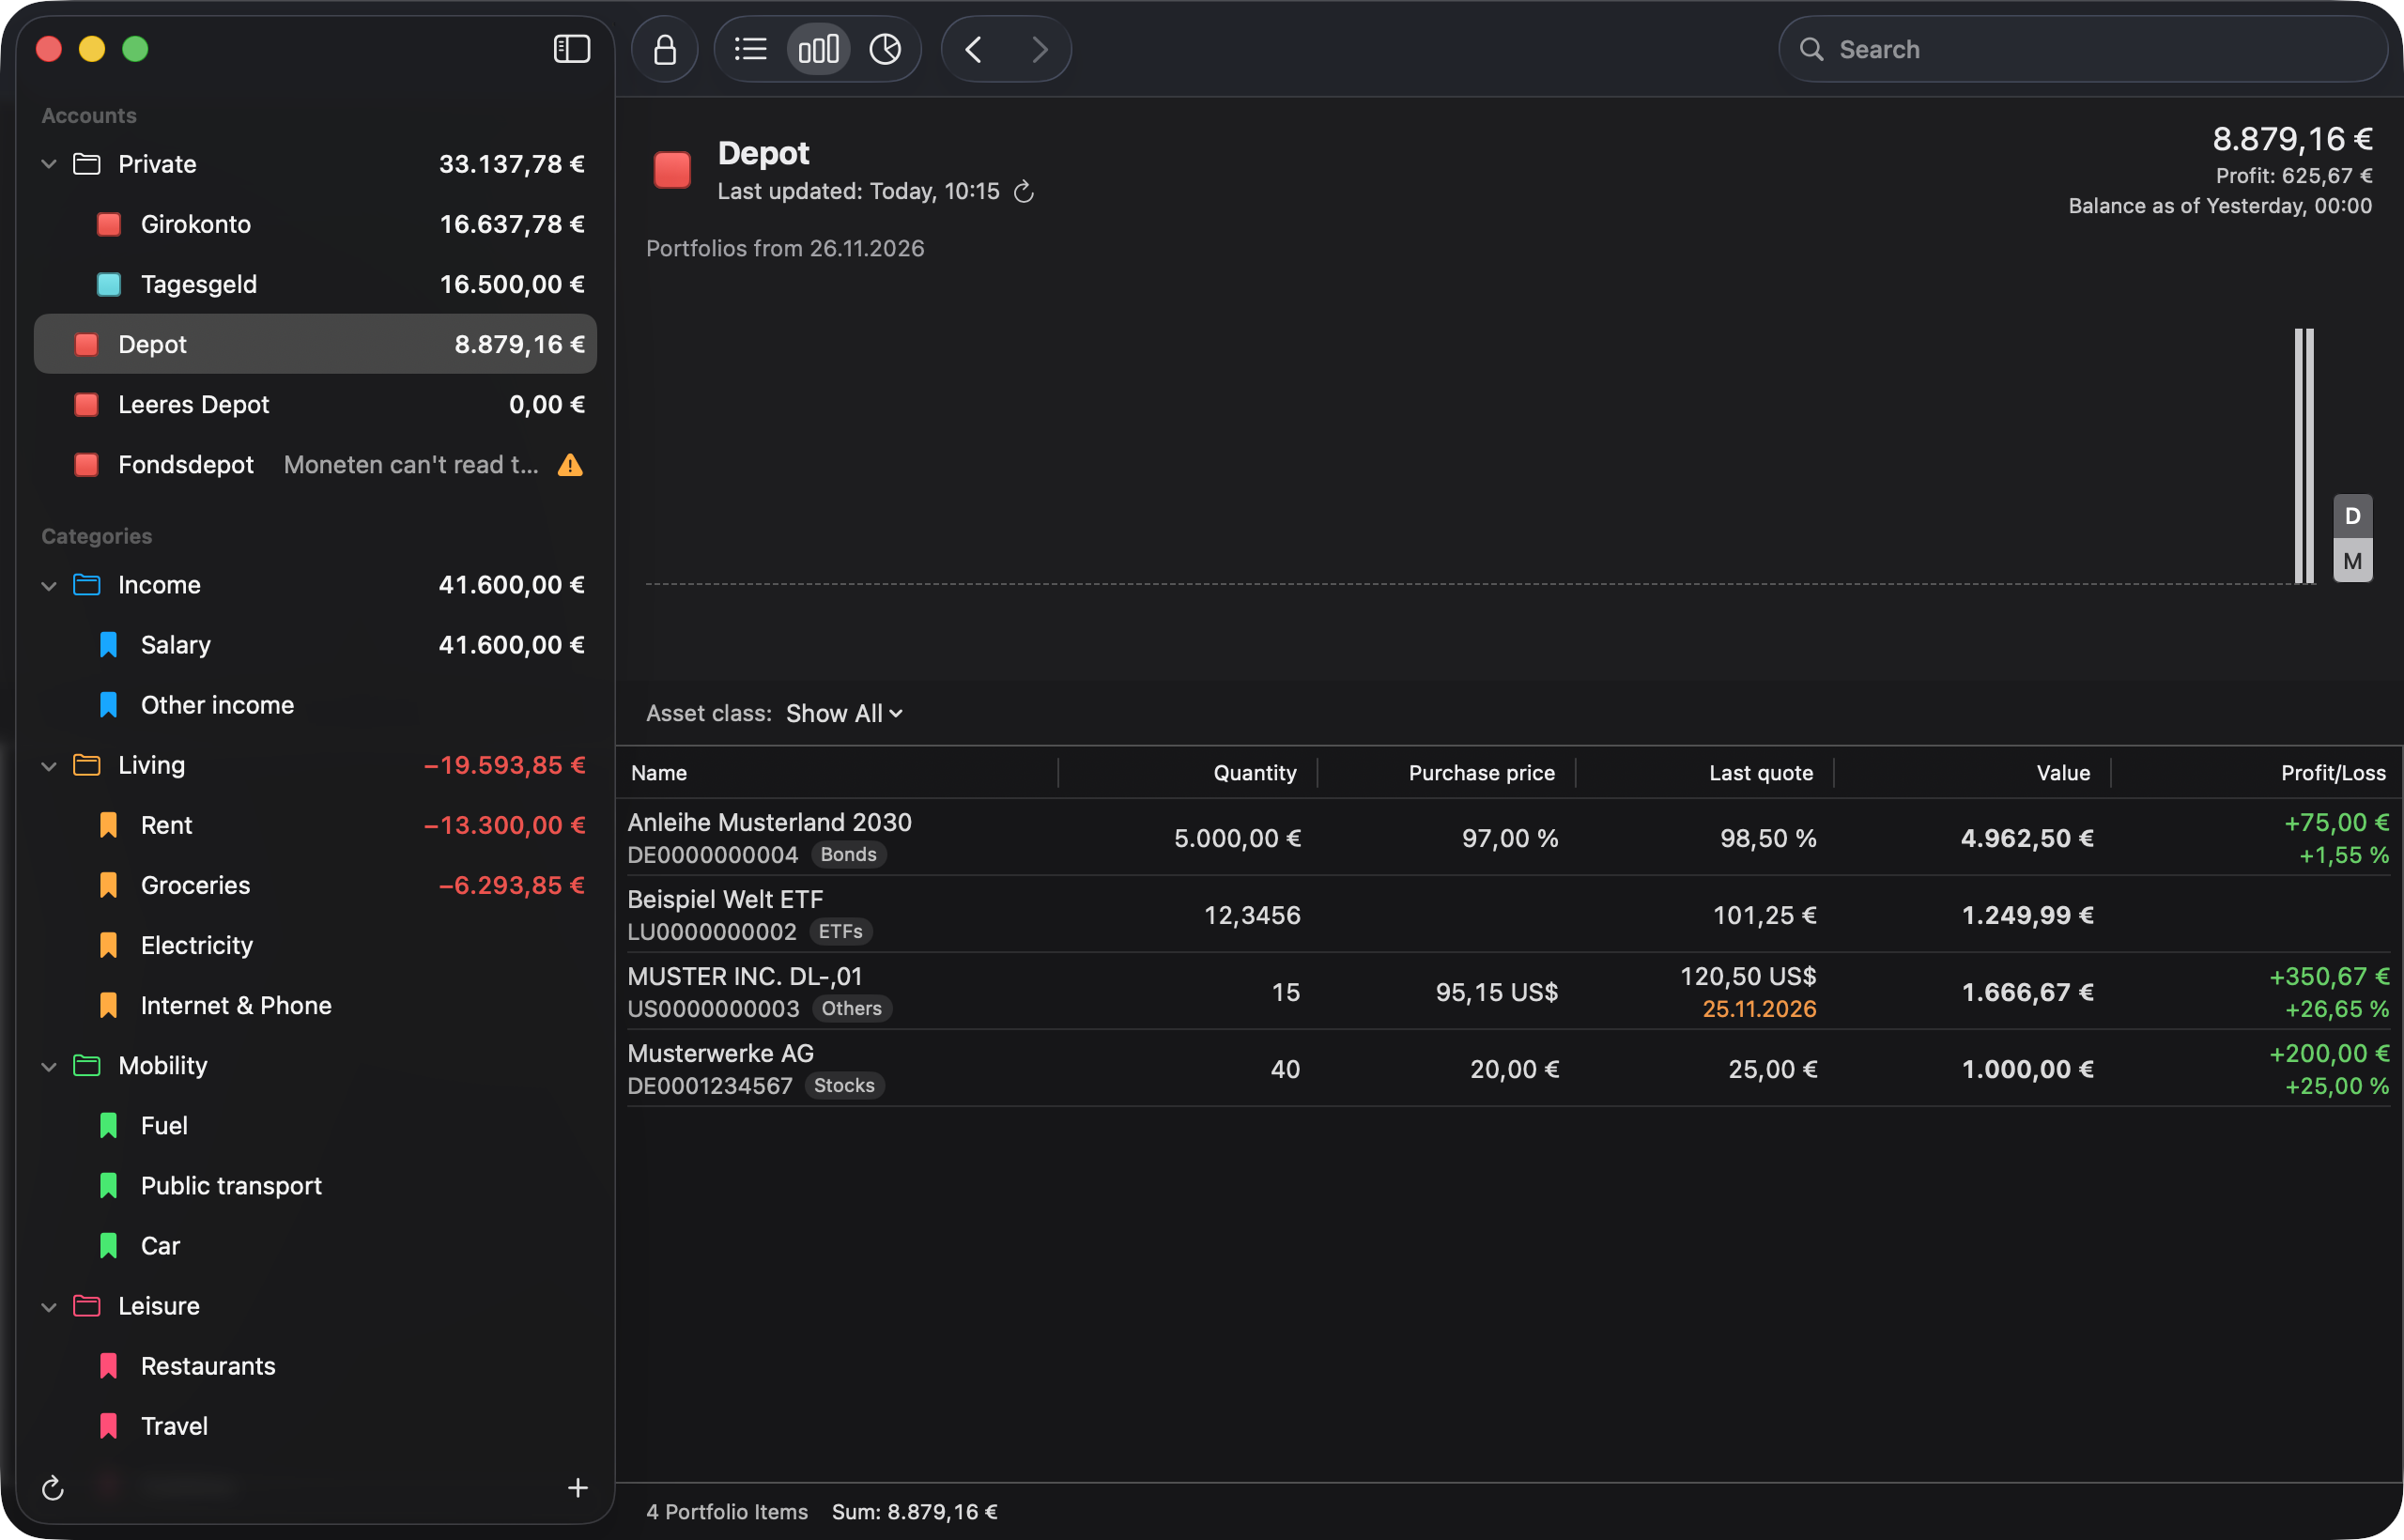 Search
Accounts
Private 33.137,78 €
Girokonto 16.637,78 €
Tagesgeld 16.500,00 €
Depot 8.879,16 €
Leeres Depot 0,00 €
Fondsdepot Moneten can't read t...
Categories
Income 41.600,00 €
Salary 41.600,00 €
Other income
Living −19.593,85 €
Rent −13.300,00 €
Groceries −6.293,85 €
Electricity
Internet & Phone
Mobility
Fuel
Public transport
Car
Leisure
Restaurants
Travel
Depot
Last updated: Today, 10:15
8.879,16 €
Profit: 625,67 €
Balance as of Yesterday, 00:00
Portfolios from 26.11.2026
D
M
Asset class: Show All
Name Quantity Purchase price Last quote Value Profit/Loss
Anleihe Musterland 2030
DE0000000004 Bonds
5.000,00 € 97,00 % 98,50 % 4.962,50 €
+75,00 €
+1,55 %
Beispiel Welt ETF
LU0000000002 ETFs
12,3456 101,25 € 1.249,99 €
MUSTER INC. DL-,01
US0000000003 Others
15 95,15 US$
120,50 US$
25.11.2026
1.666,67 €
+350,67 €
+26,65 %
Musterwerke AG
DE0001234567 Stocks
40 20,00 € 25,00 € 1.000,00 €
+200,00 €
+25,00 %
4 Portfolio Items Sum: 8.879,16 €